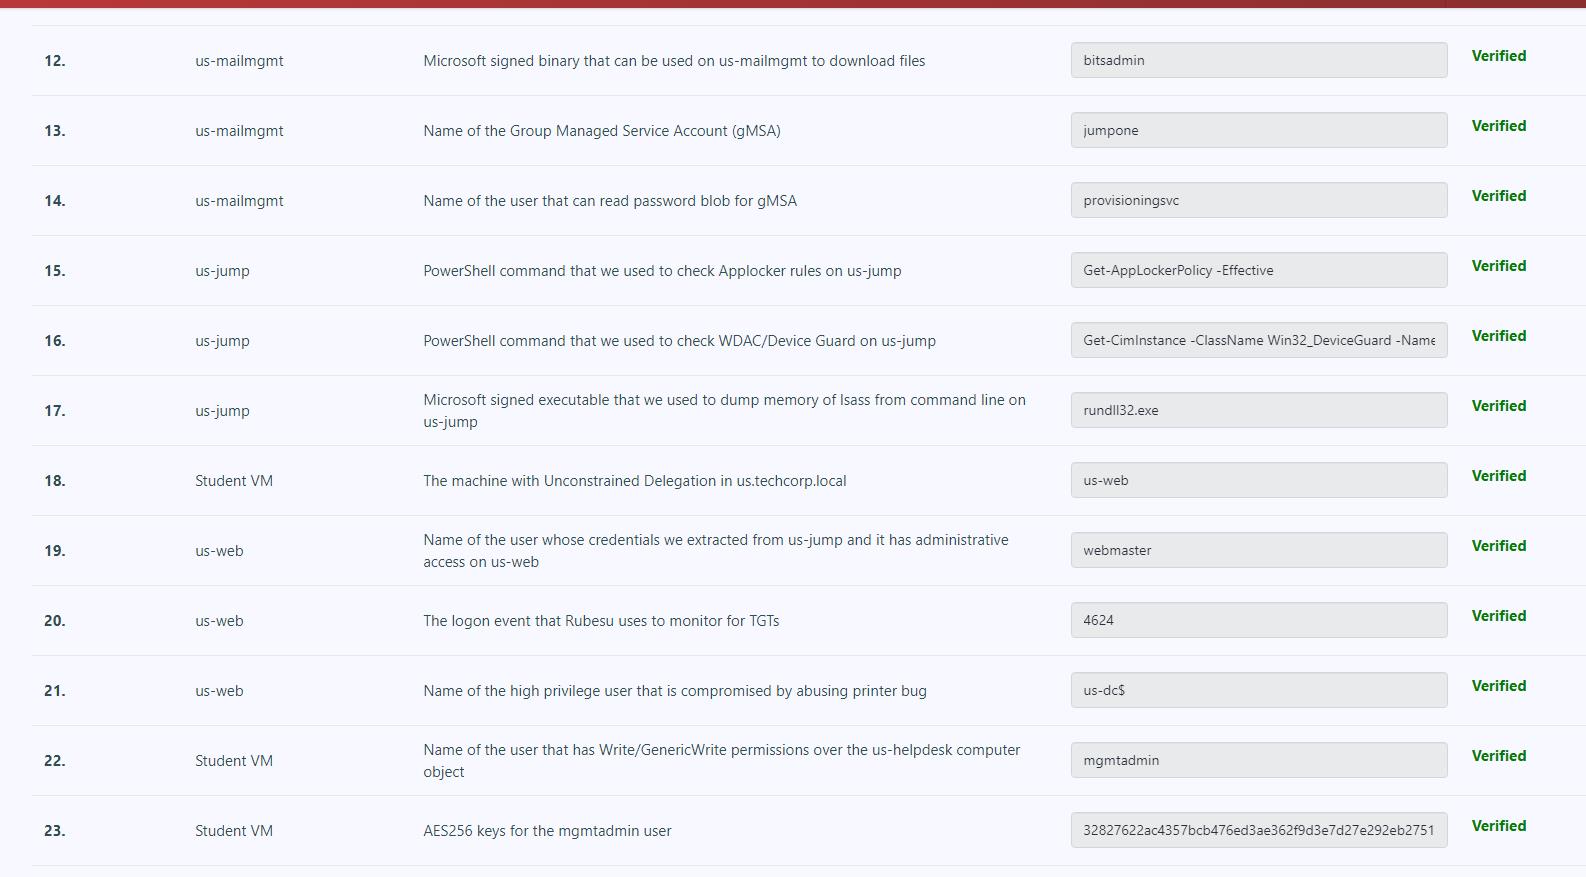 12. us-mailmgmt Microsoft signed binary that can be used on us-mailmgmt to download files bitsadmin Verified
13. us-mailmgmt Name of the Group Managed Service Account (gMSA) jumpone Verified
14. us-mailmgmt Name of the user that can read password blob for gMSA provisioningsvc Verified
15. us-jump PowerShell command that we used to check Applocker rules on us-jump Get-AppLockerPolicy -Effective Verified
16. us-jump PowerShell command that we used to check WDAC/Device Guard on us-jump Get-CimInstance -ClassName Win32_DeviceGuard -Name Verified
17. us-jump Microsoft signed executable that we used to dump memory of lsass from command line on
us-jump rundll32.exe Verified
18. Student VM The machine with Unconstrained Delegation in us.techcorp.local us-web Verified
19. us-web Name of the user whose credentials we extracted from us-jump and it has administrative
access on us-web webmaster Verified
20. us-web The logon event that Rubesu uses to monitor for TGTs 4624 Verified
21. us-web Name of the high privilege user that is compromised by abusing printer bug us-dc$ Verified
22. Student VM Name of the user that has Write/GenericWrite permissions over the us-helpdesk computer
object mgmtadmin Verified
23. Student VM AES256 keys for the mgmtadmin user 32827622ac4357bcb476ed3ae362f9d3e7d27e292eb2751 Verified